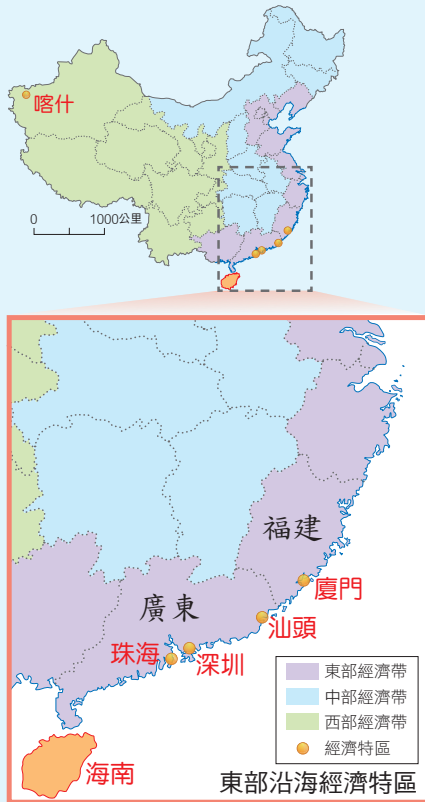 喀什
0 1000公里
福建
廈門
廣東
汕頭
珠海
深圳
東部經濟帶
中部經濟帶
西部經濟帶
經濟特區
海南
東部沿海經濟特區